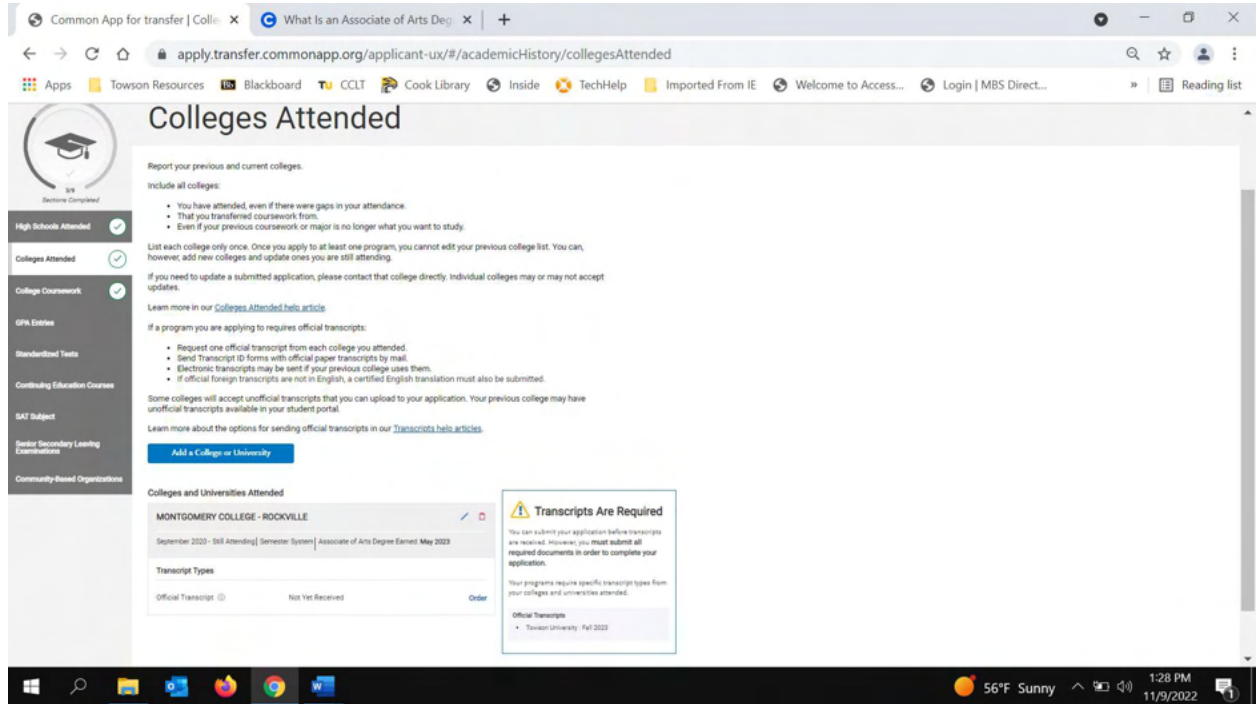 Common App for transfer | Colle
What Is an Associate of Arts Deg
apply.transfer.commonapp.org/applicant-ux/#/academicHistory/collegesAttended
Apps
Towson Resources
Blackboard
TU CCLT
Cook Library
Inside
TechHelp
Imported From IE
Welcome to Access...
Login | MBS Direct...
»
Reading list
3/9
Sections Completed
High Schools Attended
Colleges Attended
College Coursework
GPA Entries
Standardized Tests
Continuing Education Courses
SAT Subject
Senior Secondary Leaving
Examinations
Community-Based Organizations
Colleges Attended
Report your previous and current colleges.
Include all colleges:
• You have attended, even if there were gaps in your attendance.
• That you transferred coursework from.
• Even if your previous coursework or major is no longer what you want to study.
List each college only once. Once you apply to at least one program, you cannot edit your previous college list. You can,
however, add new colleges and update ones you are still attending.
If you need to update a submitted application, please contact that college directly. Individual colleges may or may not accept
updates.
Learn more in our Colleges Attended help article.
If a program you are applying to requires official transcripts:
• Request one official transcript from each college you attended.
• Send Transcript ID forms with official paper transcripts by mail.
• Electronic transcripts may be sent if your previous college uses them.
• If official foreign transcripts are not in English, a certified English translation must also be submitted.
Some colleges will accept unofficial transcripts that you can upload to your application. Your previous college may have
unofficial transcripts available in your student portal.
Learn more about the options for sending official transcripts in our Transcripts help articles.
Add a College or University
Colleges and Universities Attended
MONTGOMERY COLLEGE - ROCKVILLE
September 2020 - Still Attending| Semester System| Associate of Arts Degree Earned: May 2023
Transcript Types
Official Transcript
Not Yet Received
Order
Transcripts Are Required
You can submit your application before transcripts
are received. However, you must submit all
required documents in order to complete your
application.
Your programs require specific transcript types from
your colleges and universities attended.
Official Transcripts
• Towson University : Fall 2023
56°F Sunny
1:28 PM
11/9/2022
1